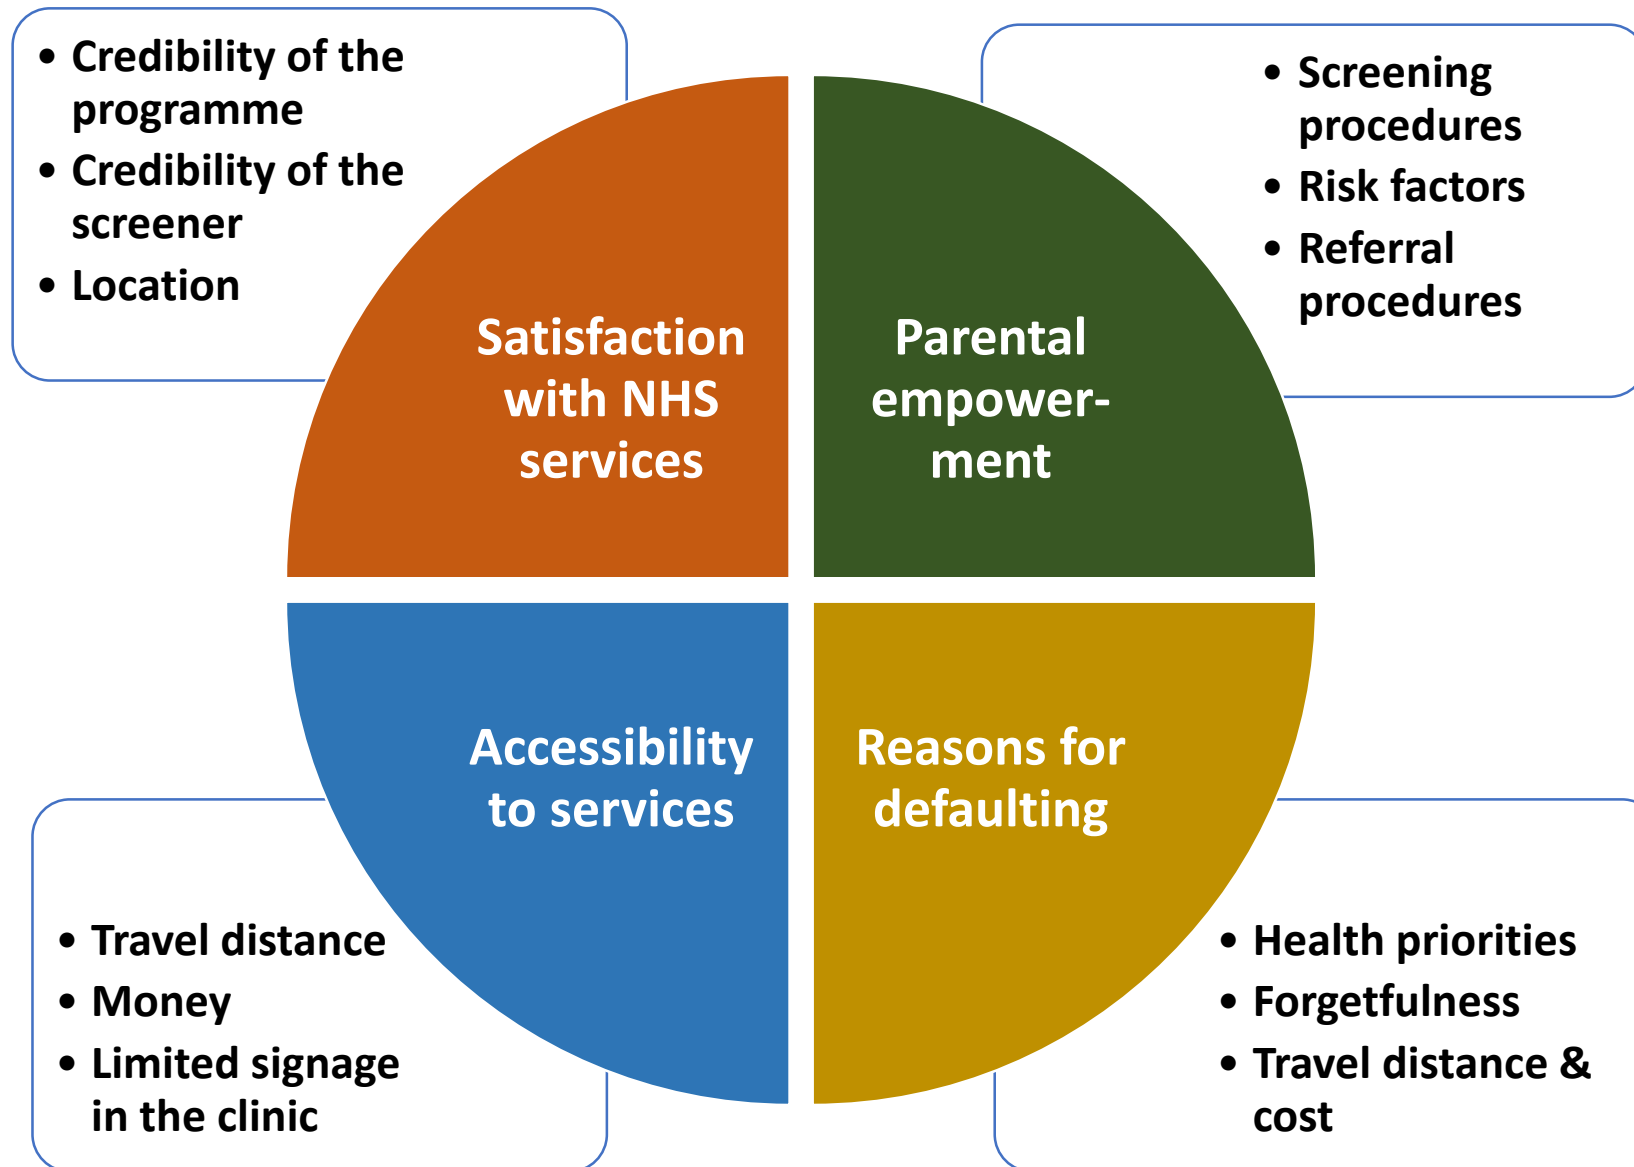 • Credibility of the
programme
• Credibility of the
screener
• Location
• Screening
procedures
• Risk factors
• Referral
procedures
Satisfaction
with NHS
services
Parental
empower-
ment
Accessibility
to services
Reasons for
defaulting
• Travel distance
• Money
• Limited signage
in the clinic
• Health priorities
• Forgetfulness
• Travel distance &
cost